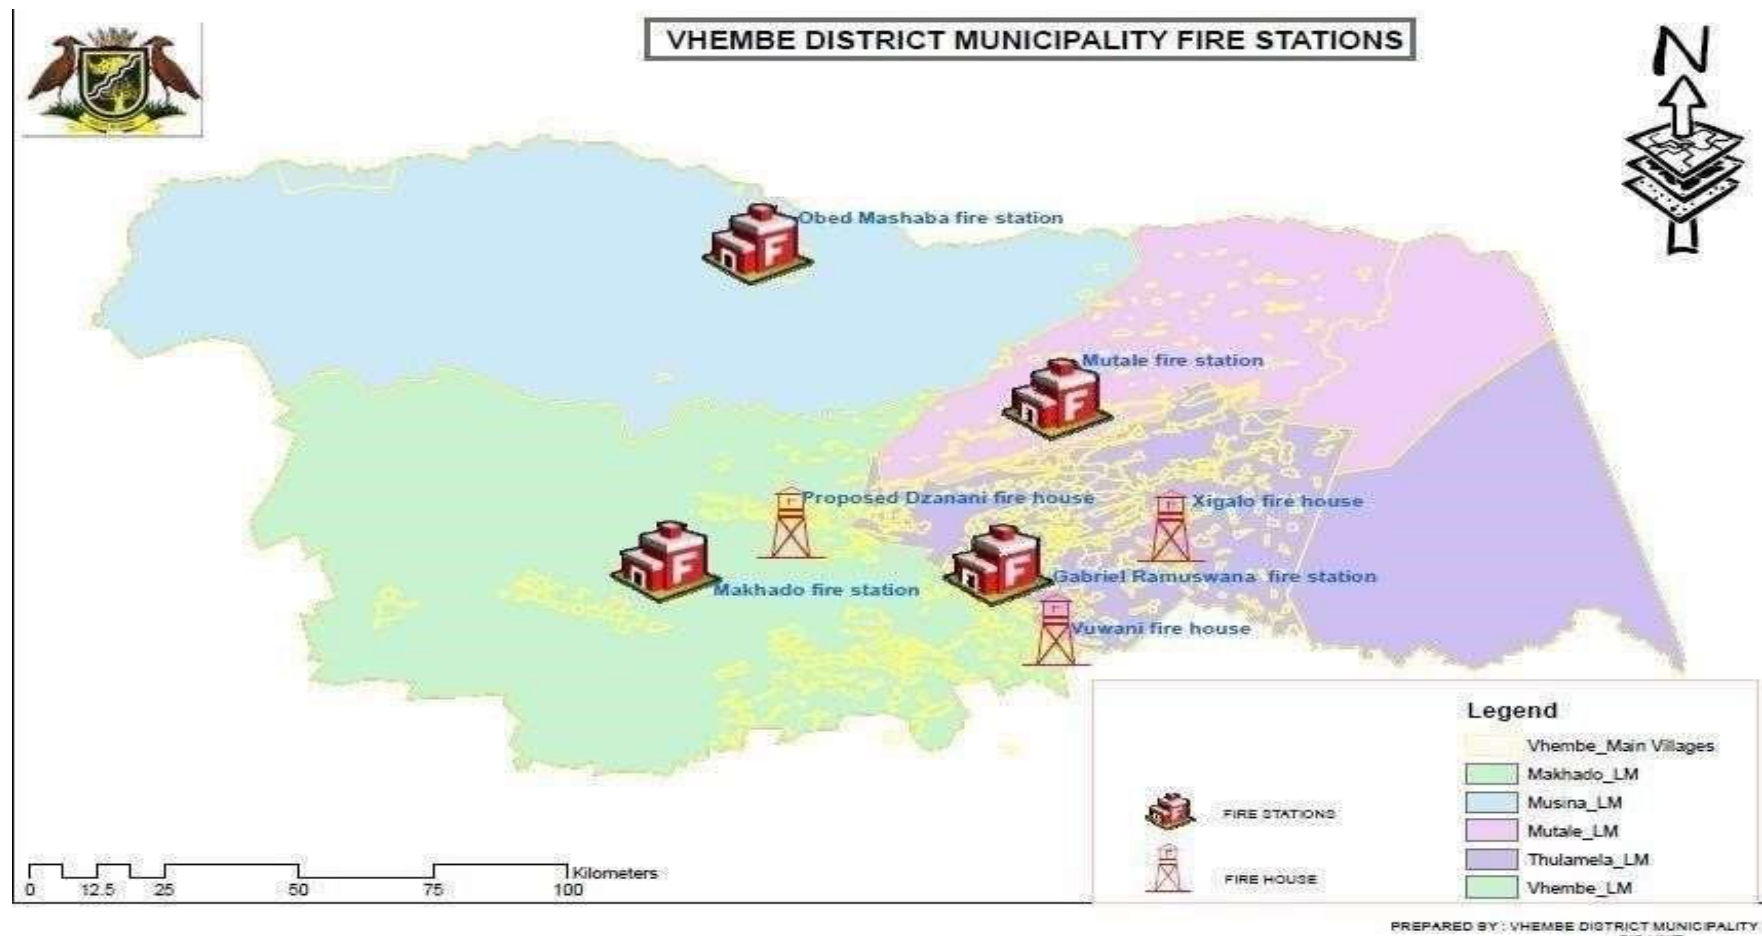 VHEMBE DISTRICT MUNICIPALITY FIRE STATIONS
N
Obed Mashaba fire station
Mutale fire station
Proposed Dzanani fire house
Xigalo fire house
Makhado fire station
Gabriel Ramuswana fire station
Vuwani fire house
Legend
Vhembe_Main Villages
Makhado_LM
Musina_LM
Mutale_LM
Thulamela_LM
Vhembe_LM
FIRE STATIONS
FIRE HOUSE
Kilometers
0 12.5 25 50 75 100
PREPARED BY : VHEMBE DISTRICT MUNICIPALITY